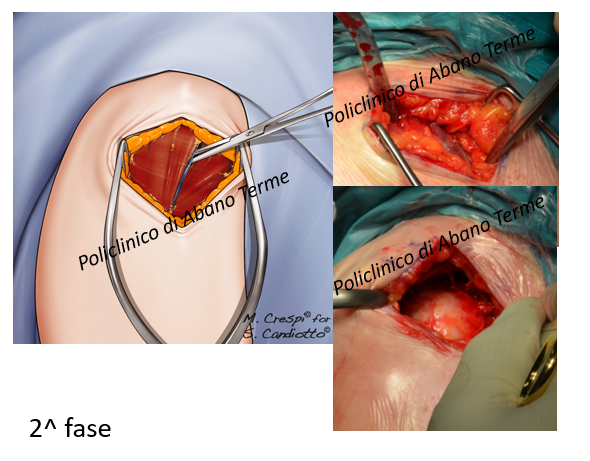 Policlinico di Abano Terme
Policlinico di Abano Terme
Policlinico di Abano Terme
M. Crespi© for
S. Candiotto©
2^ fase